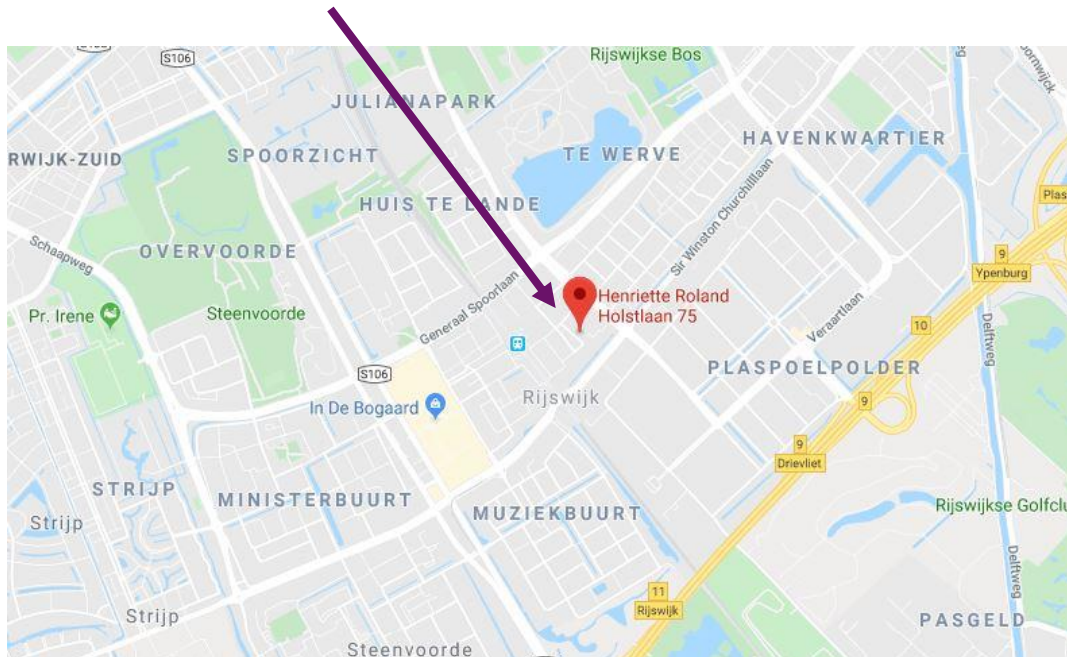 S106
Rijswijkse Bos
JULIANAPARK
HAVENKWARTIER
RWIJK-ZUID
SPOORZICHT
TE WERVE
Plas
HUIS TE LANDE
Schaapweg
OVERVOORDE
Sir Winston Churchilllaan
9
Ypenburg
Generaal Spoorlaan
Henriette Roland
Holstlaan 75
Pr. Irene
Steenvoorde
Veraartlaan
10
Delftweg
S106
PLASPOELPOLDER
In De Bogaard
Rijswijk
9
9
Drievliet
STRIJP
MINISTERBUURT
MUZIEKBUURT
Rijswijkse Golfclu
Strijp
Delftweg
11
Rijswijk
Strijp
PASGELD
Steenvoorde